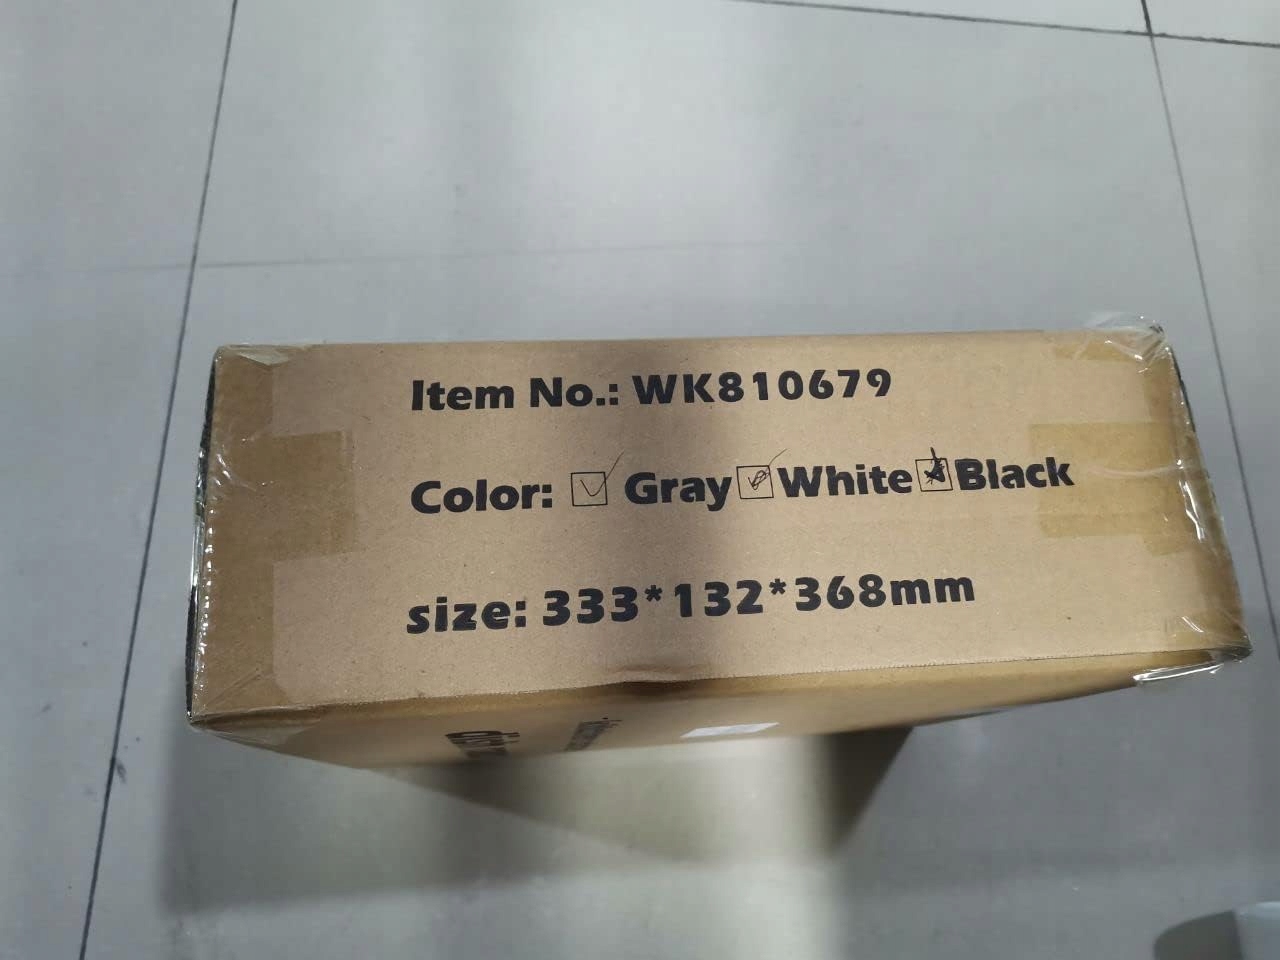 Item No.: WK810679
Color: ☑ Gray ☑ White ☑ Black
size: 333*132*368mm